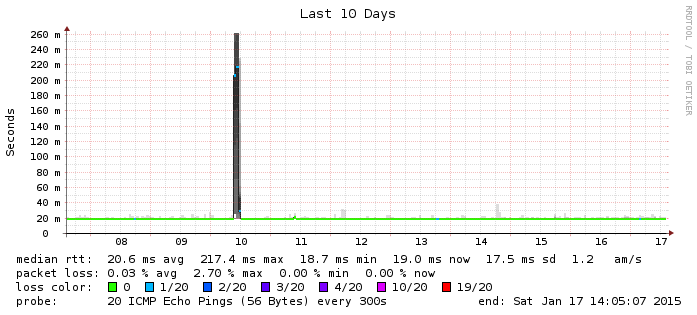 Last 10 Days
RRDTOOL / TOBI OETIKER
Seconds
260 m
240 m
220 m
200 m
180 m
160 m
140 m
120 m
100 m
80 m
60 m
40 m
20 m
0
08 09 10 11 12 13 14 15 16 17
median rtt: 20.6 ms avg 217.4 ms max 18.7 ms min 19.0 ms now 17.5 ms sd 1.2 am/s
packet loss: 0.03 % avg 2.70 % max 0.00 % min 0.00 % now
loss color: 0 1/20 2/20 3/20 4/20 10/20 19/20
probe: 20 ICMP Echo Pings (56 Bytes) every 300s end: Sat Jan 17 14:05:07 2015